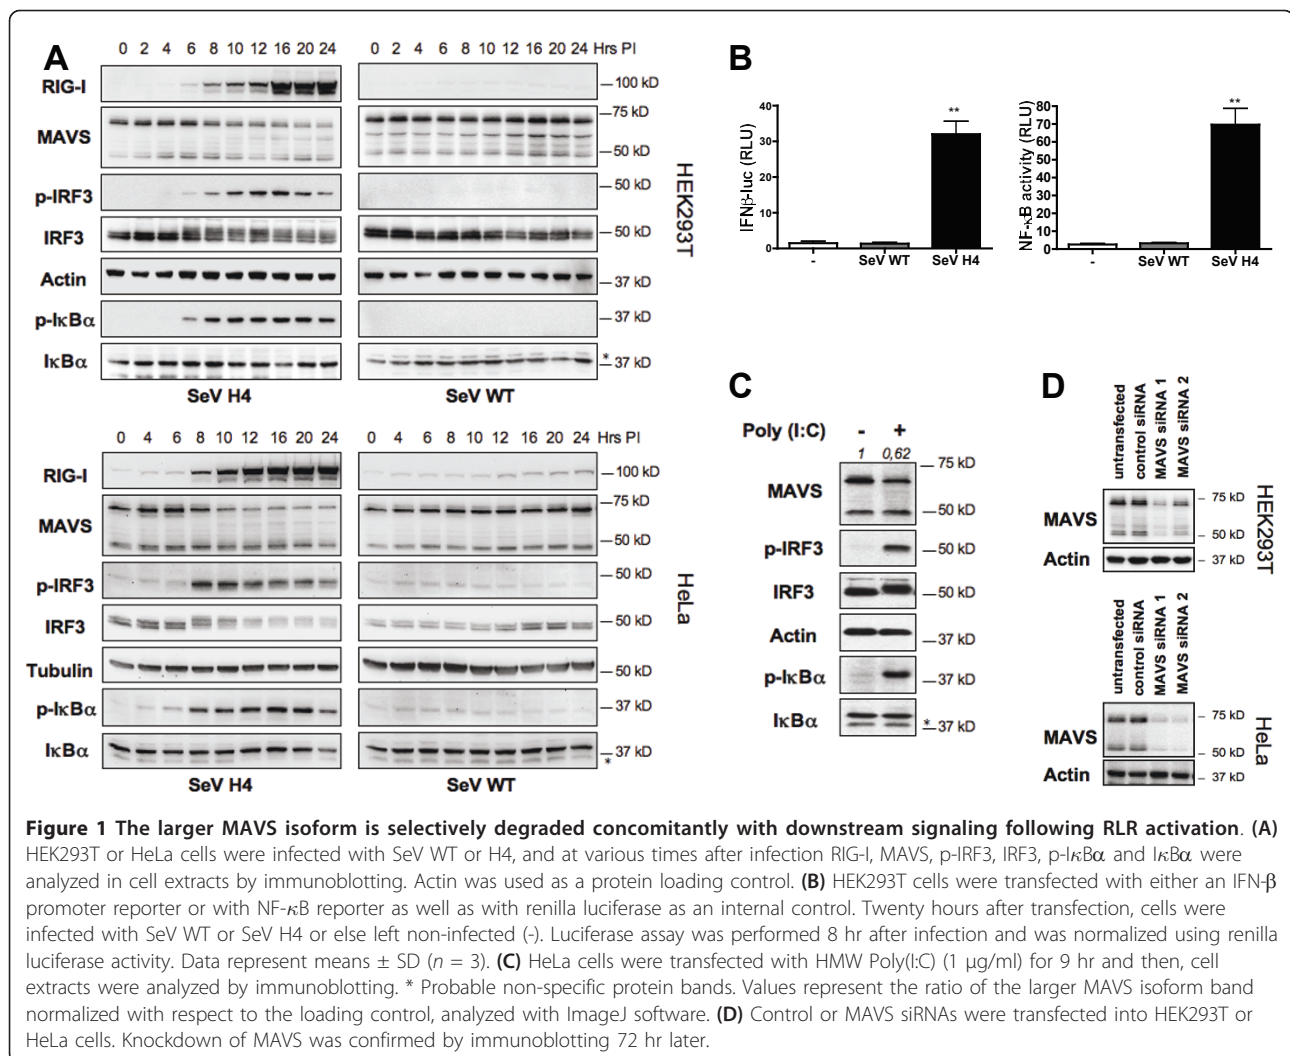 A
0 2 4 6 8 10 12 16 20 24 0 2 4 6 8 10 12 16 20 24 Hrs PI
RIG-I
100 kD
MAVS
75 kD
50 kD
p-IRF3
50 kD
IRF3
50 kD
Actin
37 kD
p-IκBα
37 kD
IκBα
*
37 kD
SeV H4 SeV WT
HEK293T
0 4 6 8 10 12 16 20 24 0 4 6 8 10 12 16 20 24 Hrs PI
RIG-I
100 kD
MAVS
75 kD
50 kD
p-IRF3
50 kD
IRF3
50 kD
Tubulin
50 kD
p-IκBα
37 kD
IκBα
37 kD
*
SeV H4 SeV WT
HeLa
B
IFNβ-luc (RLU)
40
30
20
10
0
**
- SeV WT SeV H4
NF-κB activity (RLU)
80
70
60
50
40
30
20
10
0
**
- SeV WT SeV H4
C
Poly (I:C) - +
1 0,62
75 kD
MAVS
50 kD
p-IRF3
50 kD
IRF3
50 kD
Actin
37 kD
p-IκBα
37 kD
IκBα
*
37 kD
D
untransfected
control siRNA
MAVS siRNA 1
MAVS siRNA 2
MAVS
75 kD
50 kD
Actin
37 kD
HEK293T
untransfected
control siRNA
MAVS siRNA 1
MAVS siRNA 2
MAVS
75 kD
50 kD
Actin
37 kD
HeLa
Figure 1 The larger MAVS isoform is selectively degraded concomitantly with downstream signaling following RLR activation. (A)
HEK293T or HeLa cells were infected with SeV WT or H4, and at various times after infection RIG-I, MAVS, p-IRF3, IRF3, p-IκBα and IκBα were
analyzed in cell extracts by immunoblotting. Actin was used as a protein loading control. (B) HEK293T cells were transfected with either an IFN-β
promoter reporter or with NF-κB reporter as well as with renilla luciferase as an internal control. Twenty hours after transfection, cells were
infected with SeV WT or SeV H4 or else left non-infected (-). Luciferase assay was performed 8 hr after infection and was normalized using renilla
luciferase activity. Data represent means ± SD (n = 3). (C) HeLa cells were transfected with HMW Poly(I:C) (1 μg/ml) for 9 hr and then, cell
extracts were analyzed by immunoblotting. * Probable non-specific protein bands. Values represent the ratio of the larger MAVS isoform band
normalized with respect to the loading control, analyzed with ImageJ software. (D) Control or MAVS siRNAs were transfected into HEK293T or
HeLa cells. Knockdown of MAVS was confirmed by immunoblotting 72 hr later.